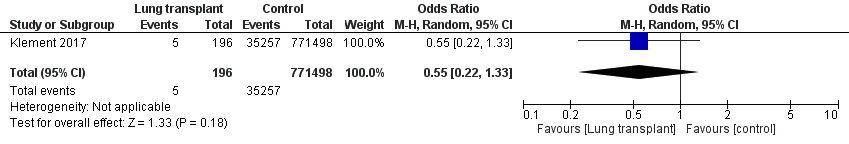 Lung transplant Control Odds Ratio Odds Ratio
Study or Subgroup Events Total Events Total Weight M-H, Random, 95% CI M-H, Random, 95% CI
Klement 2017 5 196 35257 771498 100.0% 0.55 [0.22, 1.33]
Total (95% CI) 196 771498 100.0% 0.55 [0.22, 1.33]
Total events 5 35257
Heterogeneity: Not applicable
Test for overall effect: Z = 1.33 (P = 0.18)
0.1 0.2 0.5 1 2 5 10
Favours [Lung transplant] Favours [control]